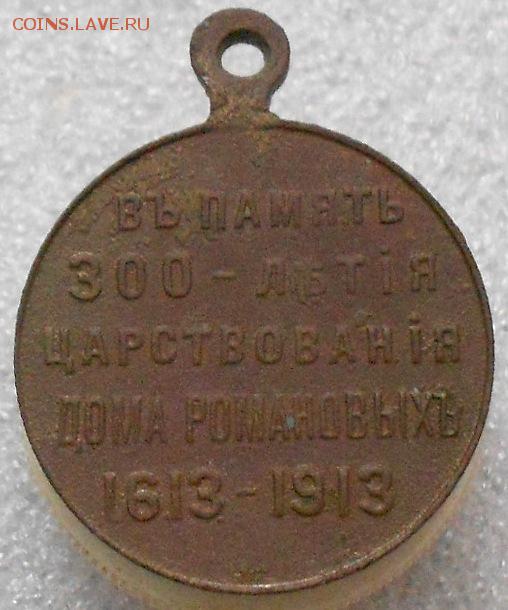 COINS.LAVE.RU
ВЪ ПАМЯТЬ
300-ЛѢТІЯ
ЦАРСТВОВАНІЯ
ДОМА РОМАНОВЫХЪ
1613-1913